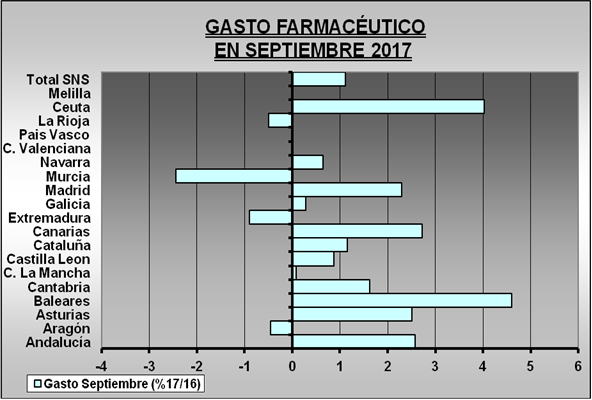 GASTO FARMACÉUTICO
EN SEPTIEMBRE 2017
Total SNS
Melilla
Ceuta
La Rioja
Pais Vasco
C. Valenciana
Navarra
Murcia
Madrid
Galicia
Extremadura
Canarias
Cataluña
Castilla Leon
C. La Mancha
Cantabria
Baleares
Asturias
Aragón
Andalucía
-4 -3 -2 -1 0 1 2 3 4 5 6
Gasto Septiembre (%17/16)